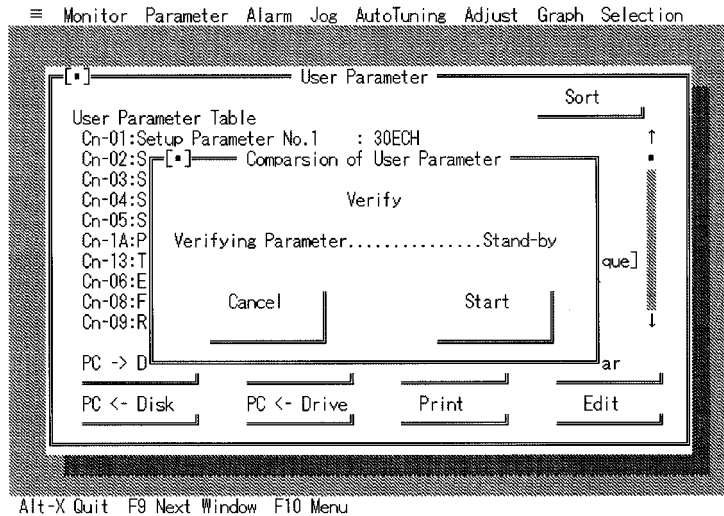 ≡ Monitor Parameter Alarm Jog AutoTuning Adjust Graph Selection
[▪] User Parameter
Sort
User Parameter Table
Cn-01:Setup Parameter No.1 : 30ECH ↑
Cn-02:S [▪] Comparsion of User Parameter ▪
Cn-03:S
Cn-04:S Verify
Cn-05:S
Cn-1A:P Verifying Parameter...............Stand-by
Cn-13:T que]
Cn-06:E
Cn-08:F Cancel Start
Cn-09:R ↓
PC -> D ar
PC <- Disk PC <- Drive Print Edit
Alt-X Quit F9 Next Window F10 Menu